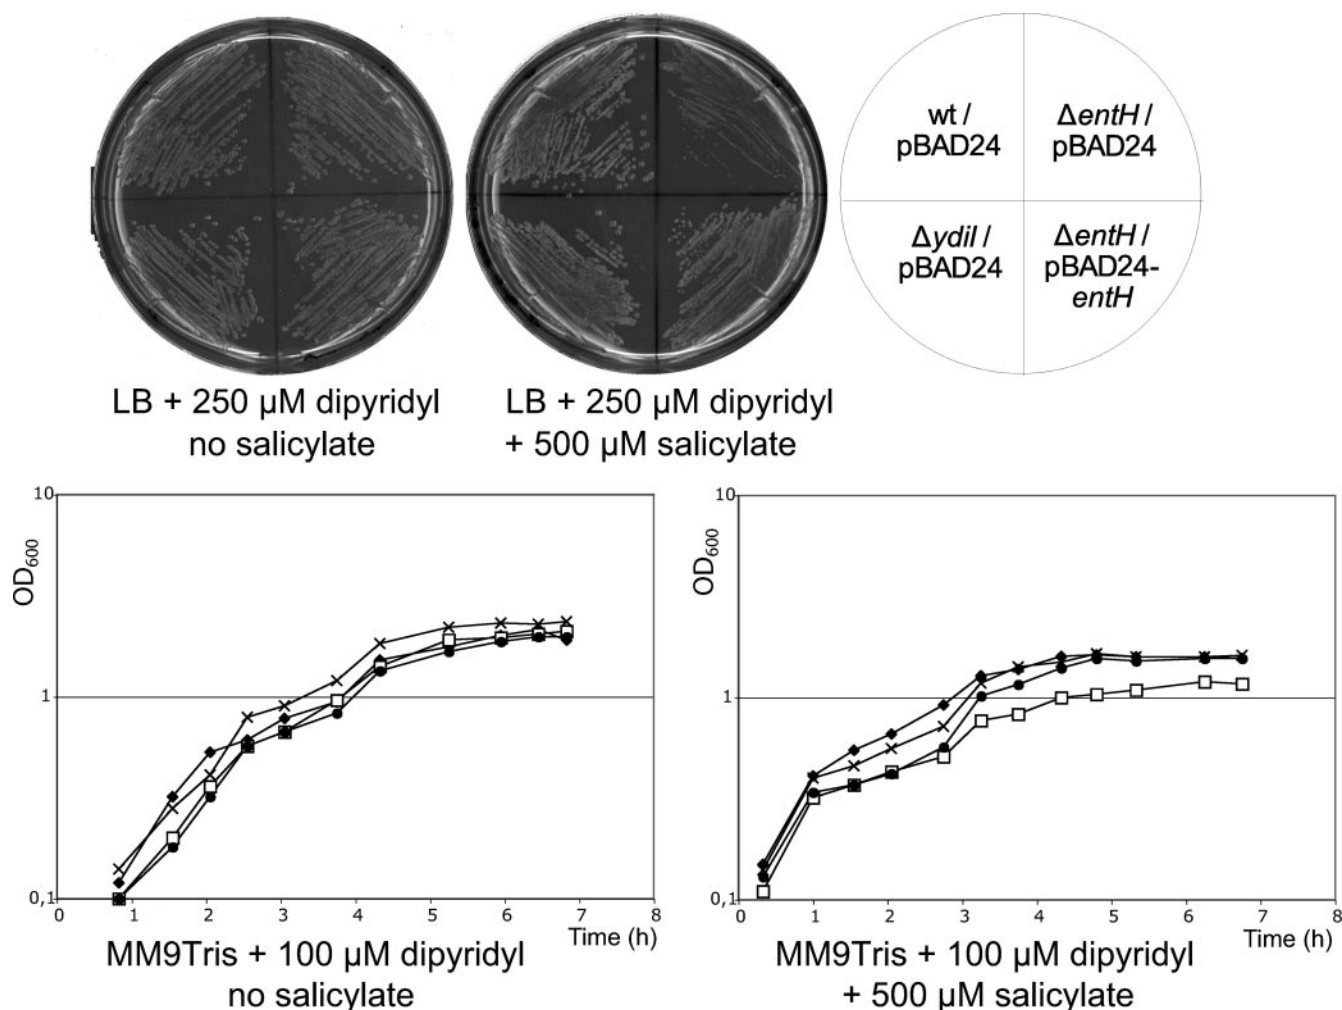 wt /
pBAD24
ΔentH /
pBAD24
ΔydiI /
pBAD24
ΔentH /
pBAD24-
entH
LB + 250 µM dipyridyl
no salicylate
LB + 250 µM dipyridyl
+ 500 µM salicylate
10
OD600
1
0,1
0 1 2 3 4 5 6 7 8
Time (h)
MM9Tris + 100 µM dipyridyl
no salicylate
10
OD600
1
0,1
0 1 2 3 4 5 6 7 8
Time (h)
MM9Tris + 100 µM dipyridyl
+ 500 µM salicylate